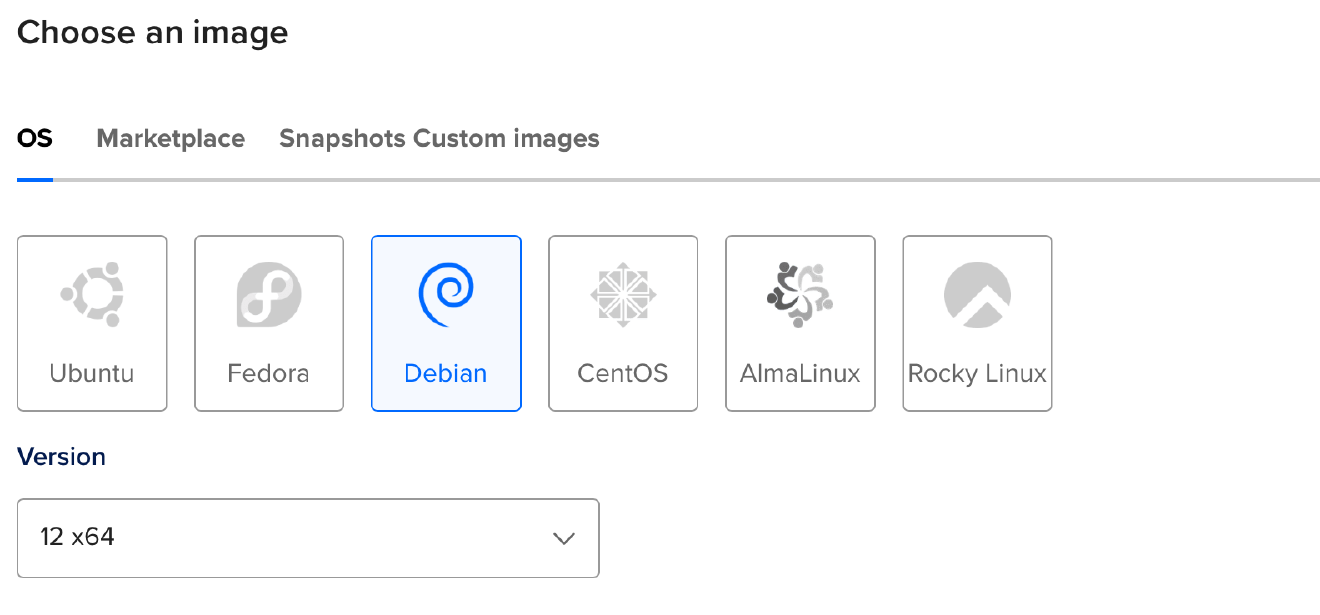 Choose an image
OS Marketplace Snapshots Custom images
Ubuntu Fedora Debian CentOS AlmaLinux Rocky Linux
Version
12 x64